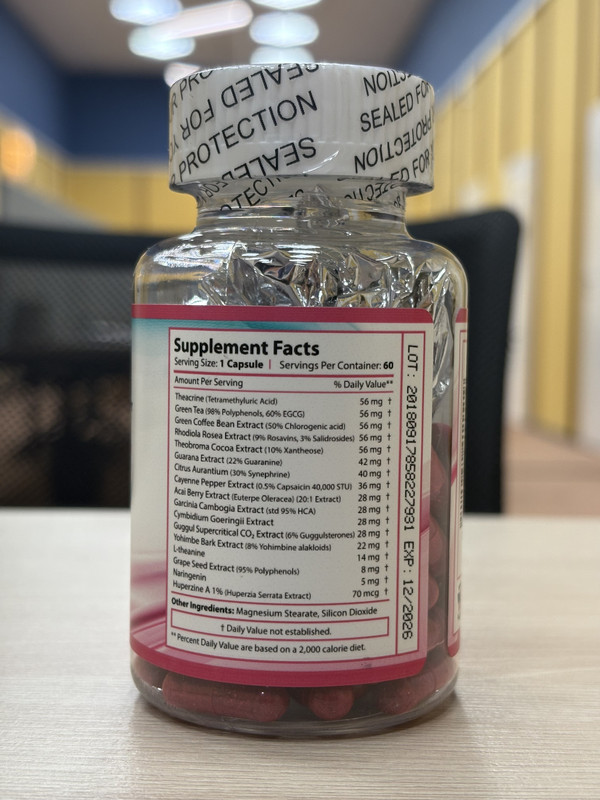 R PRO
SEALED
NOIT
R YOUR
SEALED FOR
SEALED FOR
PROTECTION
PROTECTION
SEALED
SEALED FOR
Supplement Facts
Serving Size: 1 Capsule | Servings Per Container: 60
Amount Per Serving % Daily Value**
Theacrine (Tetramethyluric Acid) 56 mg †
Green Tea (98% Polyphenols, 60% EGCG) 56 mg †
Green Coffee Bean Extract (50% Chlorogenic acid) 56 mg †
Rhodiola Rosea Extract (9% Rosavins, 3% Salidrosides) 56 mg †
Theobroma Cocoa Extract (10% Xantheose) 56 mg †
Guarana Extract (22% Guaranine) 42 mg †
Citrus Aurantium (30% Synephrine) 40 mg †
Cayenne Pepper Extract (0.5% Capsaicin 40,000 STU) 36 mg †
Acai Berry Extract (Euterpe Oleracea) (20:1 Extract) 28 mg †
Garcinia Cambogia Extract (std 95% HCA) 28 mg †
Cymbidium Goeringii Extract 28 mg †
Guggul Supercritical CO₂ Extract (6% Guggulsterones) 28 mg †
Yohimbe Bark Extract (8% Yohimbine alakloids) 22 mg †
L-theanine 14 mg †
Grape Seed Extract (95% Polyphenols) 8 mg †
Naringenin 5 mg †
Huperzine A 1% (Huperzia Serrata Extract) 70 mcg †
Other Ingredients: Magnesium Stearate, Silicon Dioxide
† Daily Value not established.
** Percent Daily Value are based on a 2,000 calorie diet.
LOT: 20180917858227931 EXP: 12/2026